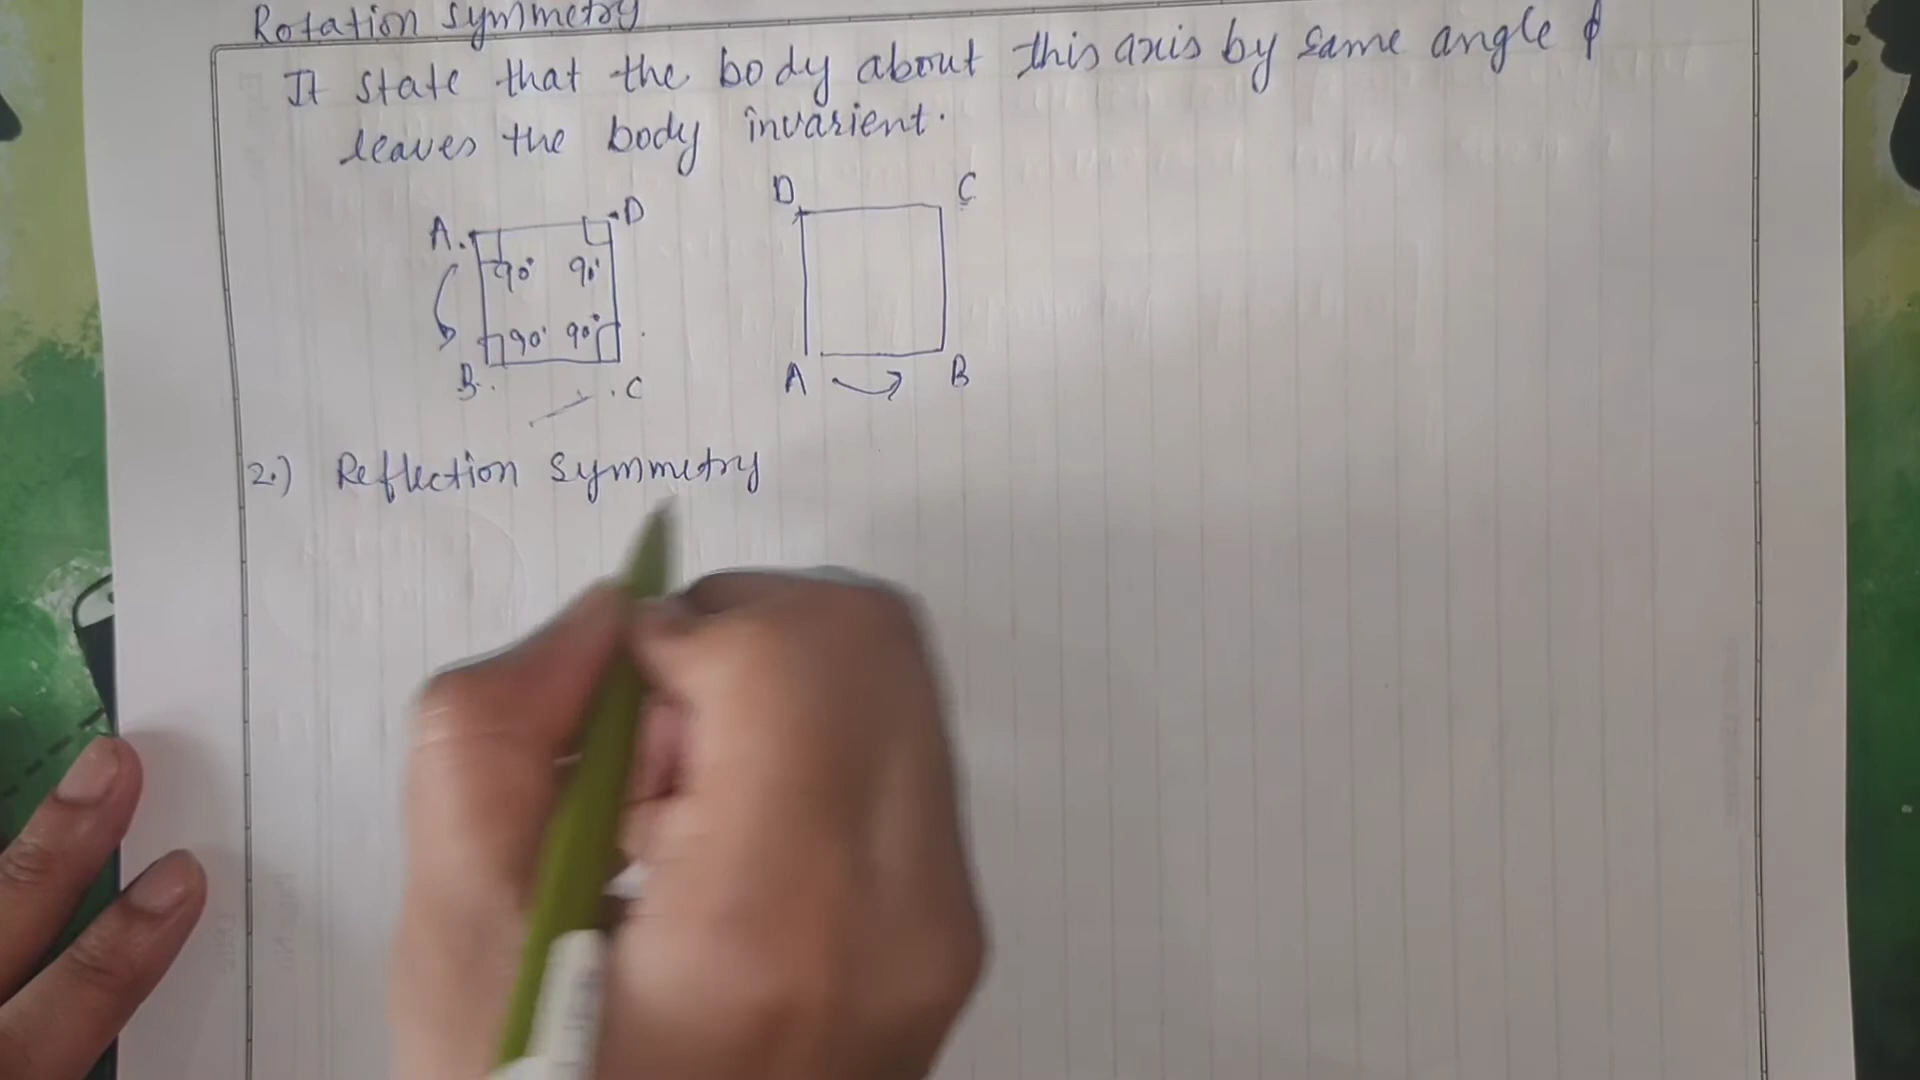 Rotation symmetry
It state that the body about this axis by same angle ϕ
leaves the body invarient.
A. D
90° 90°
90° 90°
B. .C
D C
A B
2.) Reflection symmetry